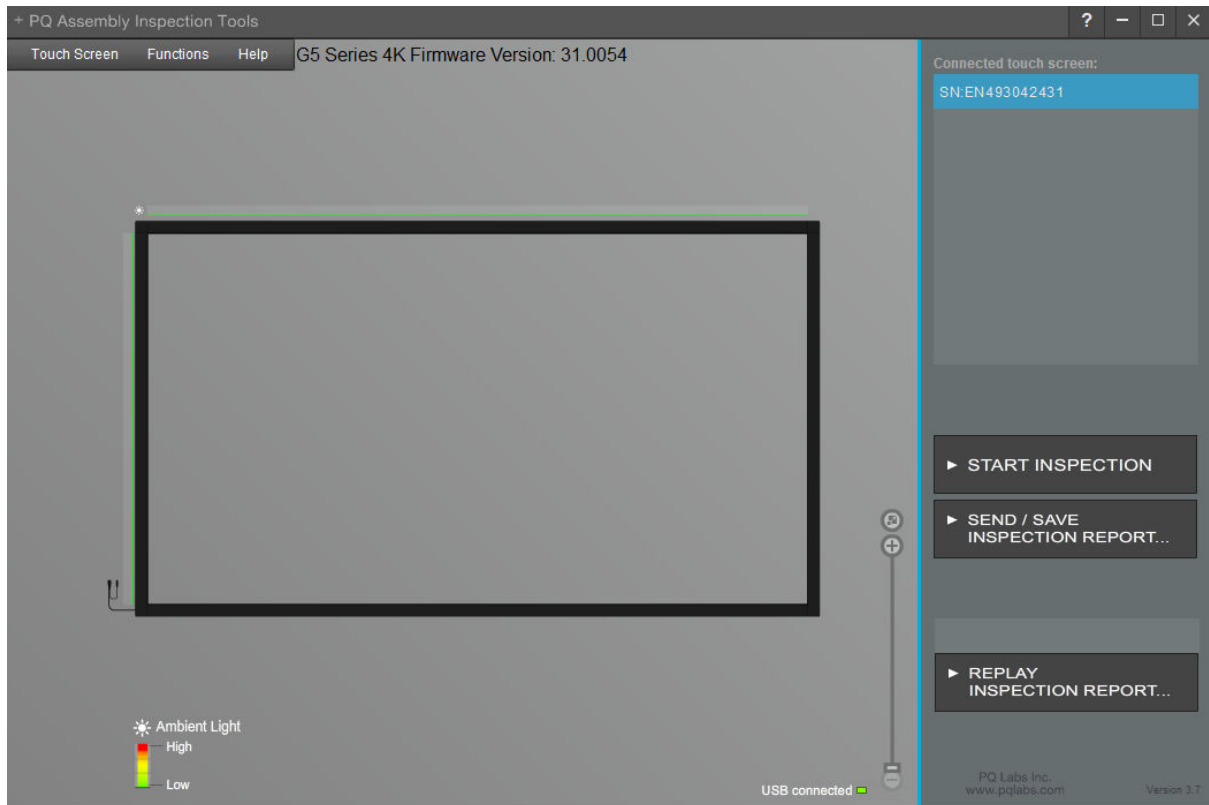 + PQ Assembly Inspection Tools
?
Touch Screen Functions Help
G5 Series 4K Firmware Version: 31.0054
Connected touch screen:
SN:EN493042431
START INSPECTION
SEND / SAVE
INSPECTION REPORT...
REPLAY
INSPECTION REPORT...
Ambient Light
High
Low
USB connected
PQ Labs Inc.
www.pqlabs.com
Version 3.7